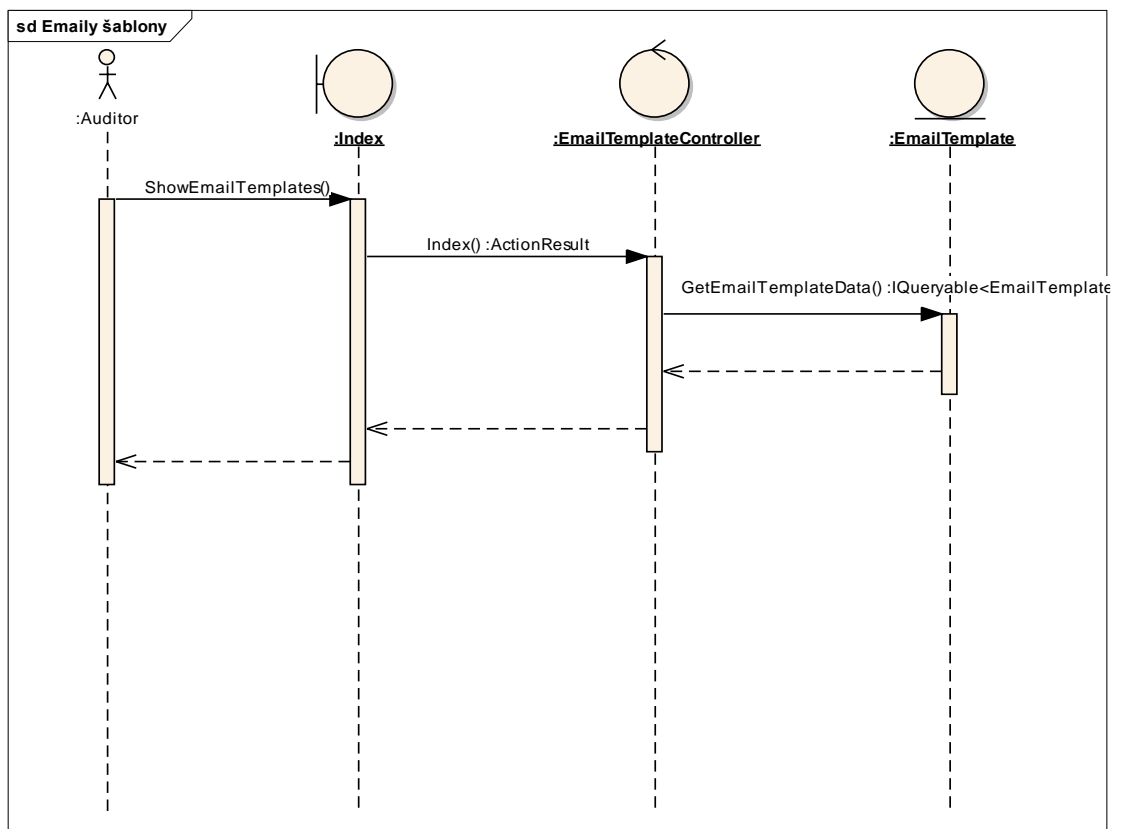 sd Emaily šablony
:Auditor
:Index
:EmailTemplateController
:EmailTemplate
ShowEmailTemplates()
Index() :ActionResult
GetEmailTemplateData() :IQueryable<EmailTemplate